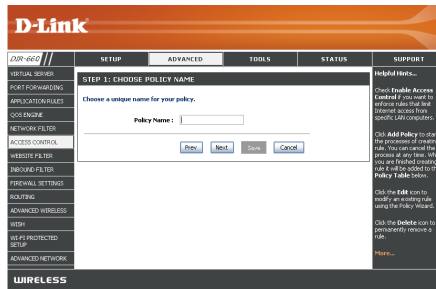 D-Link
DIR-660
SETUP
ADVANCED
TOOLS
STATUS
SUPPORT
VIRTUAL SERVER
PORT FORWARDING
APPLICATION RULES
QOS ENGINE
NETWORK FILTER
ACCESS CONTROL
WEBSITE FILTER
INBOUND FILTER
FIREWALL SETTINGS
ROUTING
ADVANCED WIRELESS
WISH
WI-FI PROTECTED
SETUP
ADVANCED NETWORK
STEP 1: CHOOSE POLICY NAME
Choose a unique name for your policy.
Policy Name :
Prev
Next
Save
Cancel
Helpful Hints...
Check Enable Access
Control if you want to
enforce rules that limit
Internet access from
specific LAN computers.
Click Add Policy to star
the processes of creatin
rule. You can cancel the
process at any time. Wh
you are finished creating
rule it will be added to th
Policy Table below.
Click the Edit icon to
modify an existing rule
using the Policy Wizard.
Click the Delete icon to
permanently remove a
rule.
More...
WIRELESS